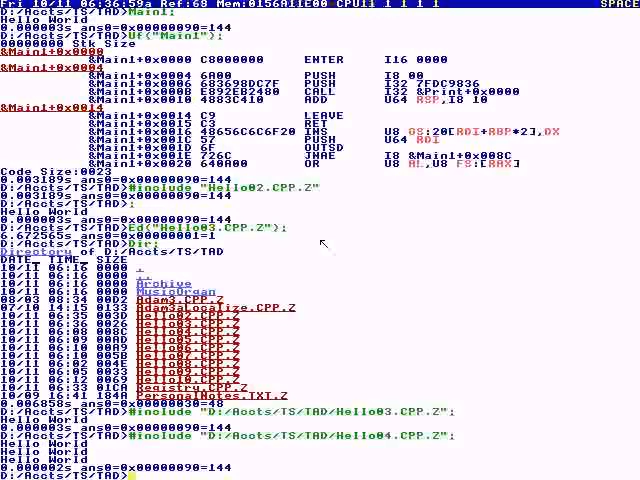 Fri 10/11 06:36:59a Ref:68 Mem:0156A11E00 CPU11 1 1 1 1 SPACE
D:/Accts/TS/TAD>Main1;
Hello World
0.000003s ans0=0x00000090=144
D:/Accts/TS/TAD>Uf("Main1");
00000000 Stk Size
&Main1+0x0000
&Main1+0x0000 C8000000 ENTER I16 0000
&Main1+0x0004
&Main1+0x0004 6A00 PUSH I8 00
&Main1+0x0006 683698DC7F PUSH I32 7FDC9836
&Main1+0x000B E892EB2480 CALL I32 &Print+0x0000
&Main1+0x0010 4883C410 ADD U64 RSP,I8 10
&Main1+0x0014
&Main1+0x0014 C9 LEAVE
&Main1+0x0015 C3 RET
&Main1+0x0016 48656C6C6F20 INS U8 GS:20[RDI+RBP*2],DX
&Main1+0x001C 57 PUSH U64 RDI
&Main1+0x001D 6F OUTSD
&Main1+0x001E 726C JNAE I8 &Main1+0x008C
&Main1+0x0020 640A00 OR U8 AL,U8 FS:[RAX]
Code Size:0023
0.003189s ans0=0x00000090=144
D:/Accts/TS/TAD>#include "Hello02.CPP.Z"
0.003189s ans0=0x00000090=144
D:/Accts/TS/TAD>;
Hello World
0.000003s ans0=0x00000090=144
D:/Accts/TS/TAD>Ed("Hello03.CPP.Z");
6.672565s ans0=0x00000001=1
D:/Accts/TS/TAD>Dir;
Directory of D:/Accts/TS/TAD
DATE_ TIME_ SIZE
10/11 06:16 0000 .
10/11 06:16 0000 ..
10/11 06:16 0000 Archive
10/11 06:16 0000 MusicOrgan
08/03 08:34 00D2 Adam3.CPP.Z
07/10 14:15 0133 Adam3aLocalize.CPP.Z
10/11 06:35 003D Hello02.CPP.Z
10/11 06:36 0026 Hello03.CPP.Z
10/11 06:08 008C Hello04.CPP.Z
10/11 06:09 00AD Hello05.CPP.Z
10/11 06:10 00A9 Hello06.CPP.Z
10/11 06:10 005B Hello07.CPP.Z
10/11 06:02 004E Hello08.CPP.Z
10/11 06:05 0033 Hello09.CPP.Z
10/11 06:12 0069 Hello10.CPP.Z
10/11 06:33 01CA Registry.CPP.Z
10/09 16:41 184A PersonalNotes.TXT.Z
0.006858s ans0=0x00000030=48
D:/Accts/TS/TAD>#include "D:/Accts/TS/TAD/Hello03.CPP.Z";
Hello World
0.000003s ans0=0x00000090=144
D:/Accts/TS/TAD>#include "D:/Accts/TS/TAD/Hello04.CPP.Z";
Hello World
Hello World
Hello World
0.000002s ans0=0x00000090=144
D:/Accts/TS/TAD>